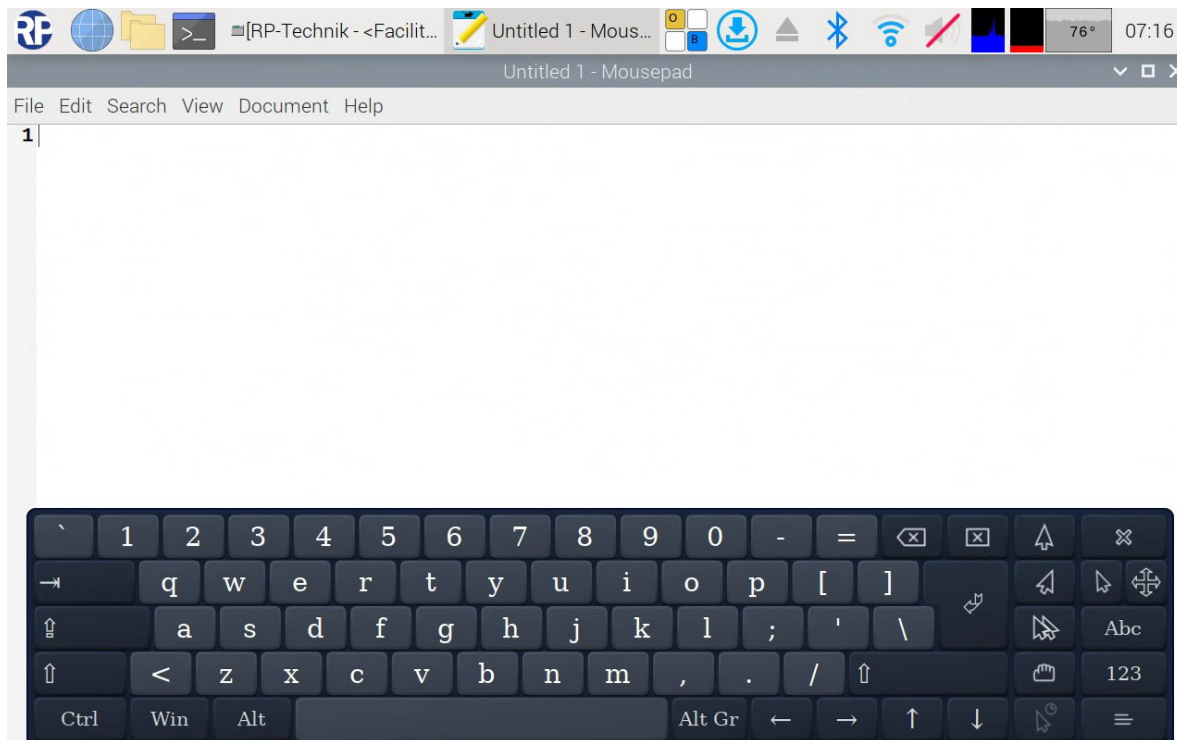 RP >_ [RP-Technik - <Facilit... Untitled 1 - Mous... O B 76° 07:16
Untitled 1 - Mousepad
File Edit Search View Document Help
1
` 1 2 3 4 5 6 7 8 9 0 - =
q w e r t y u i o p [ ]
a s d f g h j k l ; ' \ Abc
< z x c v b n m , . / 123
Ctrl Win Alt Alt Gr ← → ↑ ↓